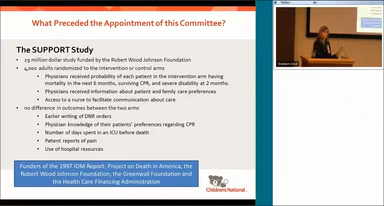 What Preceded the Appointment of this Committee?
The SUPPORT Study
• 29 million-dollar study funded by the Robert Wood Johnson Foundation
• 4,000 adults randomized to the intervention or control arms
• Physicians received probability of each patient in the intervention arm having
mortality in the next 6 months, surviving CPR, and severe disability at 2 months.
• Physicians received information about patient and family care preferences
• Access to a nurse to facilitate communication about care
• no difference in outcomes between the two arms
• Earlier writing of DNR orders
• Physician knowledge of their patients' preferences regarding CPR
• Number of days spent in an ICU before death
• Patient reports of pain
• Use of hospital resources
Funders of the 1997 IOM Report: Project on Death in America, the
Robert Wood Johnson Foundation, the Greenwall Foundation and
the Health Care Financing Administration
Children's National